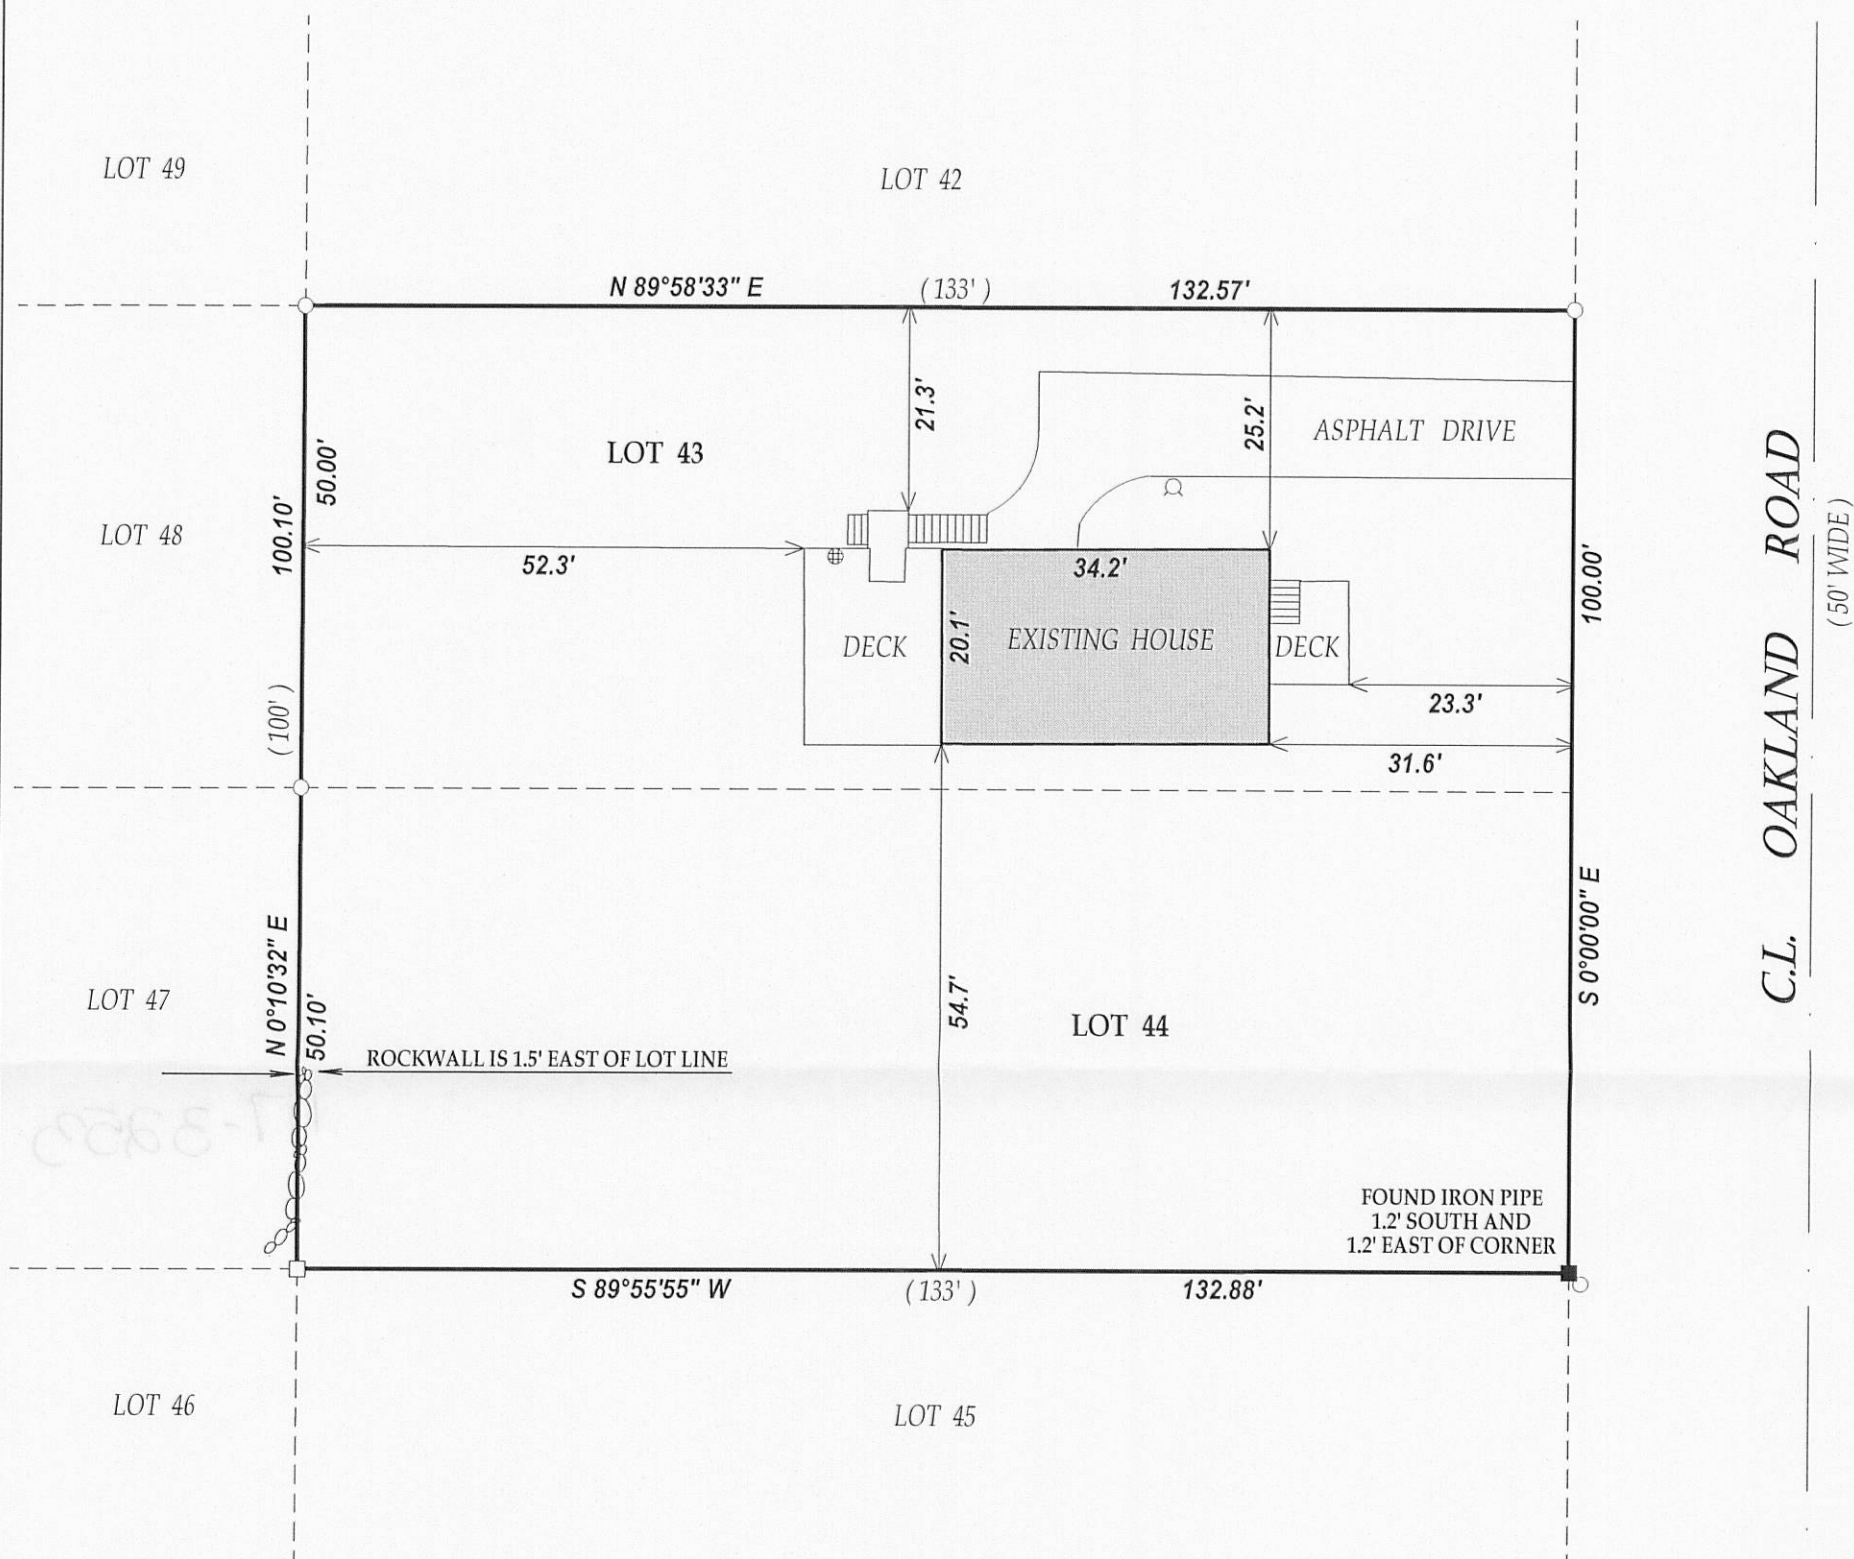 LOT 49
LOT 42
N 89°58'33" E
( 133' )
132.57'
21.3'
25.2'
ASPHALT DRIVE
LOT 43
50.00'
100.10'
LOT 48
52.3'
34.2'
20.1'
EXISTING HOUSE
DECK
DECK
23.3'
31.6'
100.00'
( 100' )
C.L. OAKLAND ROAD
( 50' WIDE )
N 0°10'32" E
50.10'
S 0°00'00" E
LOT 47
54.7'
LOT 44
ROCKWALL IS 1.5' EAST OF LOT LINE
FOUND IRON PIPE
1.2' SOUTH AND
1.2' EAST OF CORNER
S 89°55'55" W
( 133' )
132.88'
LOT 46
LOT 45